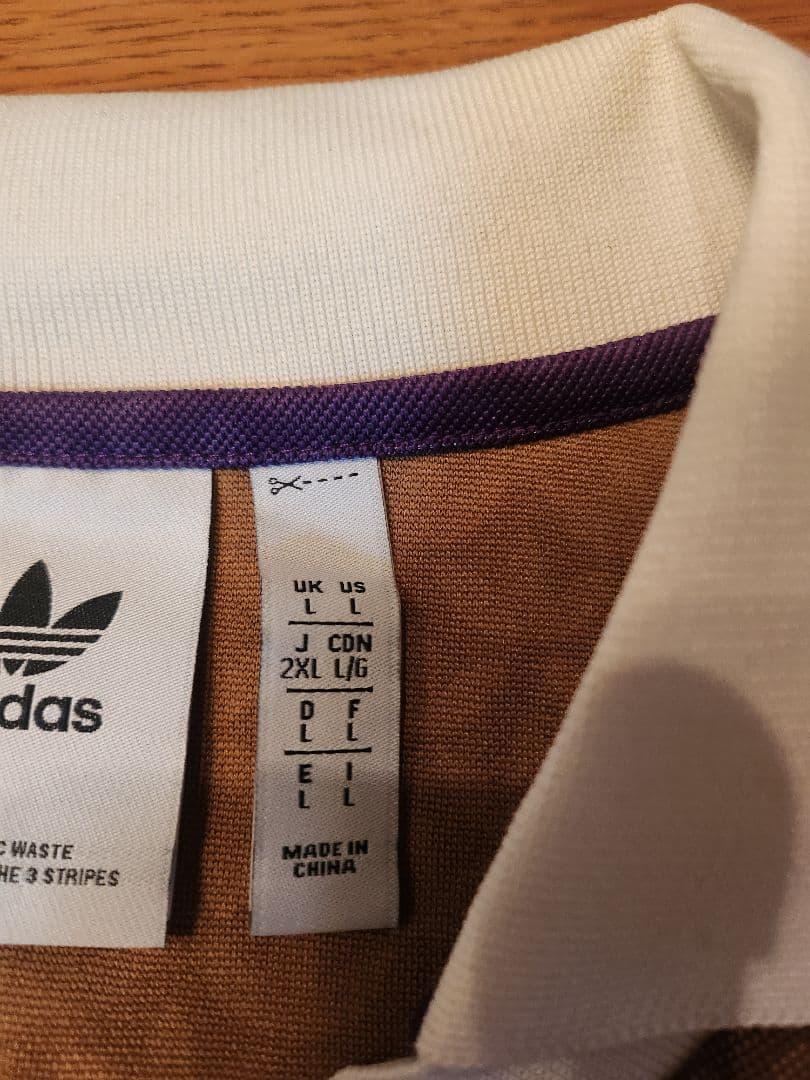 das
C WASTE
HE 3 STRIPES
UK US
L L
J CDN
2XL L/G
D F
L L
E I
L L
MADE IN
CHINA